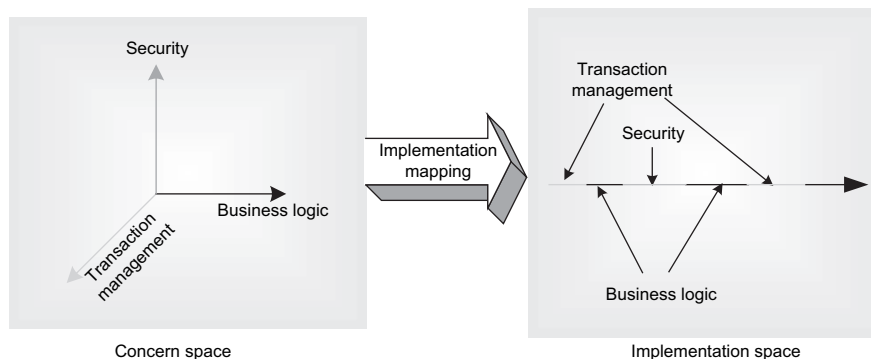 Security
Business logic
Transaction
management
Concern space
Implementation
mapping
Transaction
management
Security
Business logic
Implementation space